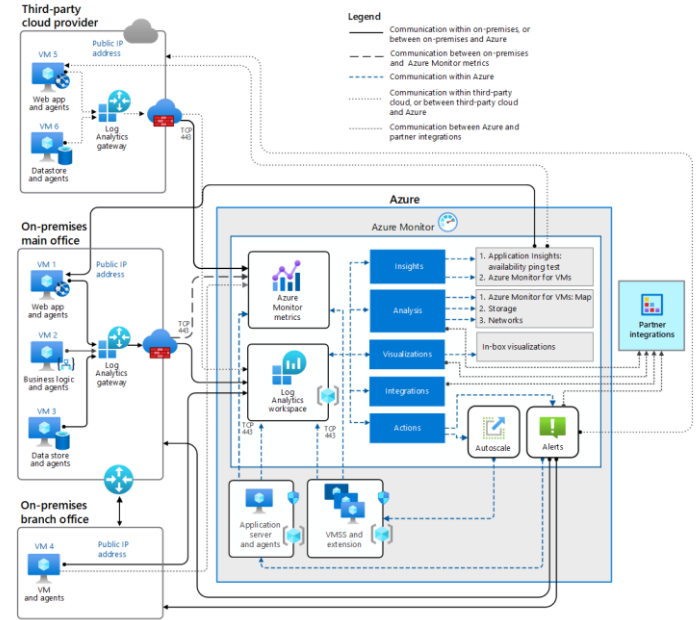 Third-party
cloud provider
Public IP
address
VM 5
Web app
and agents
VM 6
Datastore
and agents
Log
Analytics
gateway
TCP
443
Legend
Communication within on-premises, or
between on-premises and Azure
Communication between on-premises
and Azure Monitor metrics
Communication within Azure
Communication within third-party
cloud, or between third-party cloud
and Azure
Communication between Azure and
partner integrations
On-premises
main office
Public IP
address
VM 1
Web app
and agents
VM 2
Business logic
and agents
VM 3
Data store
and agents
Log
Analytics
gateway
TCP
443
On-premises
branch office
VM 4
Public IP
address
VM
and agents
Azure
Azure Monitor
Azure
Monitor
metrics
Log
Analytics
workspace
TCP
443
TCP
443
Insights
1. Application Insights:
availability ping test
2. Azure Monitor for VMs
Analysis
1. Azure Monitor for VMs: Map
2. Storage
3. Networks
Visualizations
In-box visualizations
Integrations
Actions
Autoscale
Alerts
Partner
integrations
Application
server
and agents
VMSS and
extension